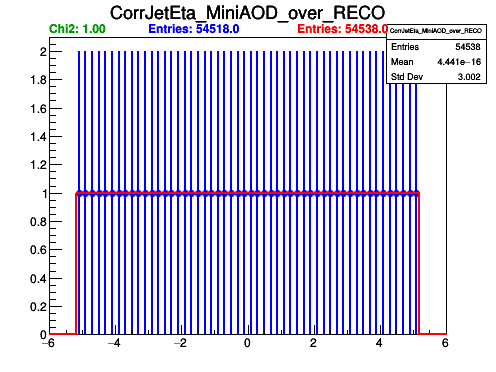 CorrJetEta_MiniAOD_over_RECO
Chi2: 1.00 Entries: 54518.0 Entries: 54538.0
CorrJetEta_MiniAOD_over_RECO
Entries 54538
Mean 4.441e−16
Std Dev 3.002
2
1.8
1.6
1.4
1.2
1
0.8
0.6
0.4
0.2
0
−6 −4 −2 0 2 4 6